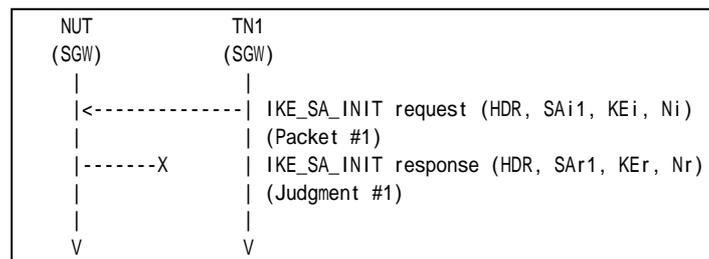 NUT TN1
(SGW) (SGW)
| |
|<--------------| IKE_SA_INIT request (HDR, SAi1, KEi, Ni)
| | (Packet #1)
|-------X | IKE_SA_INIT response (HDR, SAr1, KEr, Nr)
| | (Judgment #1)
| |
V V